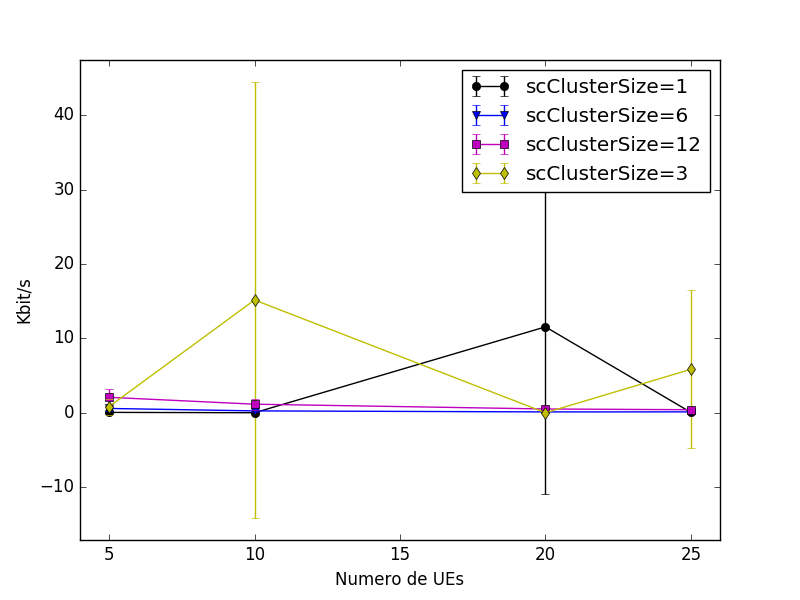 scClusterSize=1
scClusterSize=6
scClusterSize=12
scClusterSize=3
40
30
20
10
0
−10
Kbit/s
5 10 15 20 25
Numero de UEs